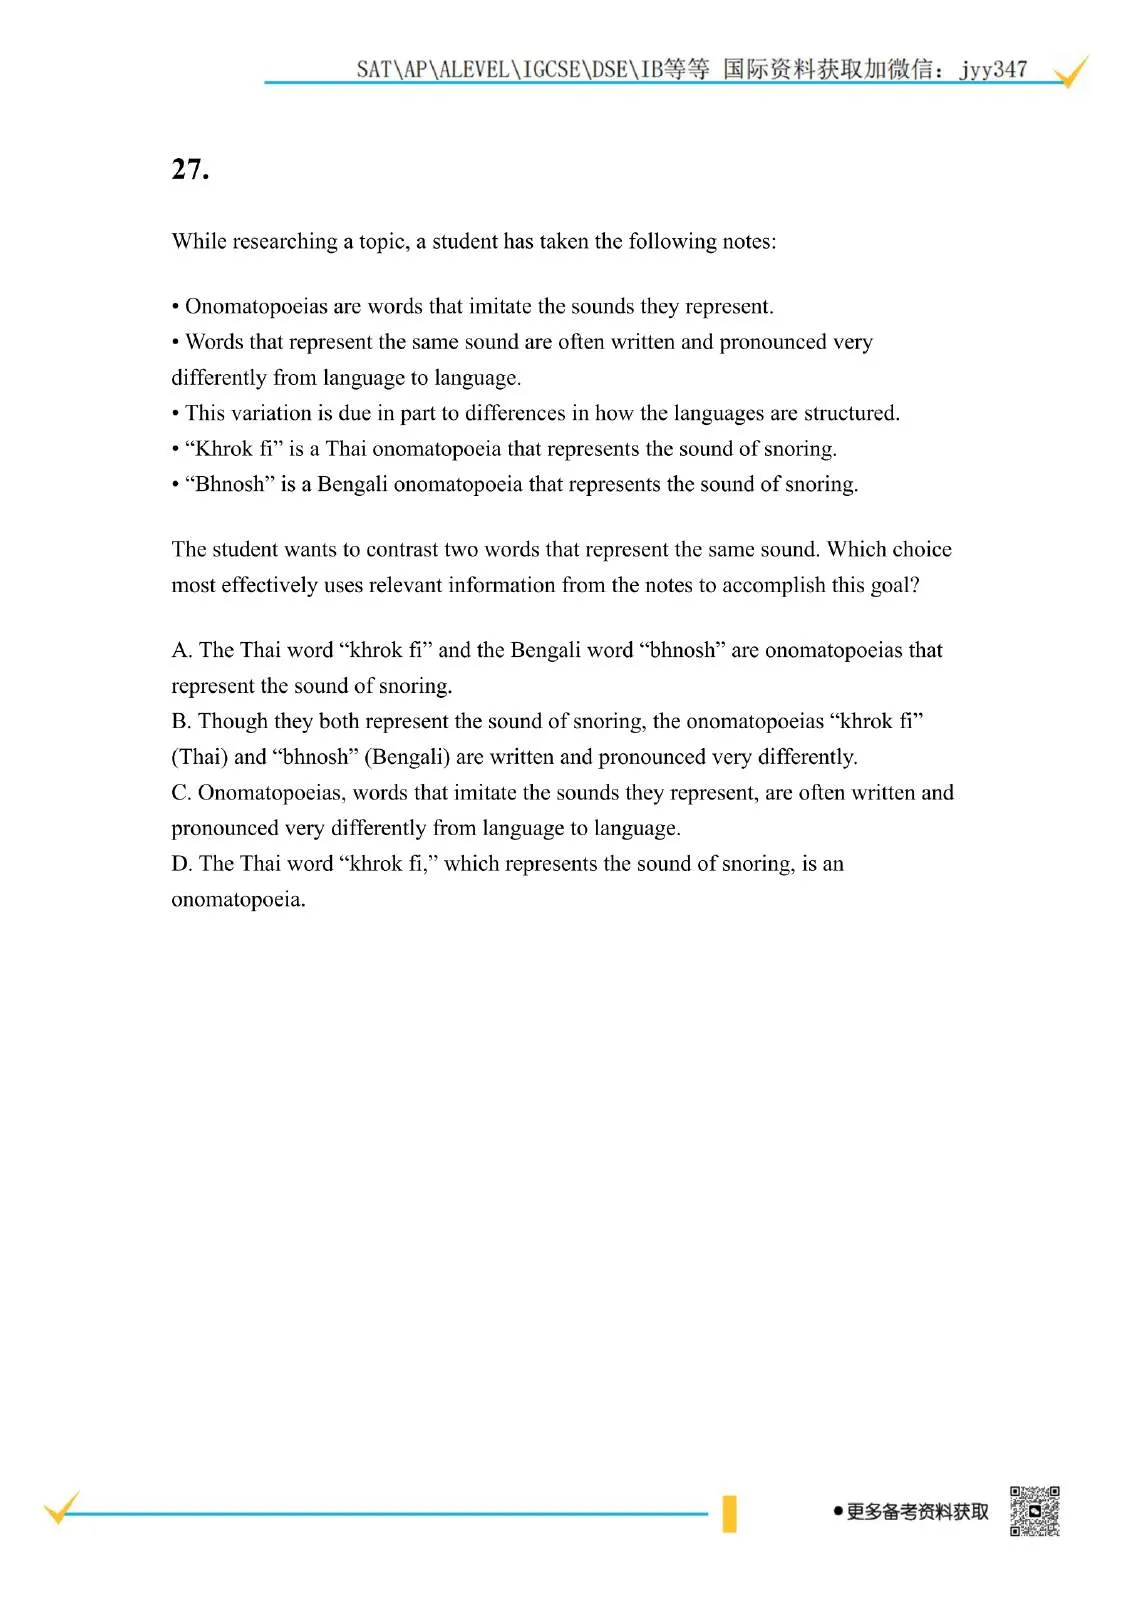 SAT\AP\ALEVEL\IGCSE\DSE\IB等等 国际资料获取加微信：jyy347
27.
While researching a topic, a student has taken the following notes:
• Onomatopoeias are words that imitate the sounds they represent.
• Words that represent the same sound are often written and pronounced very
differently from language to language.
• This variation is due in part to differences in how the languages are structured.
• “Khrok fi” is a Thai onomatopoeia that represents the sound of snoring.
• “Bhnosh” is a Bengali onomatopoeia that represents the sound of snoring.
The student wants to contrast two words that represent the same sound. Which choice
most effectively uses relevant information from the notes to accomplish this goal?
A. The Thai word “khrok fi” and the Bengali word “bhnosh” are onomatopoeias that
represent the sound of snoring.
B. Though they both represent the sound of snoring, the onomatopoeias “khrok fi”
(Thai) and “bhnosh” (Bengali) are written and pronounced very differently.
C. Onomatopoeias, words that imitate the sounds they represent, are often written and
pronounced very differently from language to language.
D. The Thai word “khrok fi,” which represents the sound of snoring, is an
onomatopoeia.
●更多备考资料获取